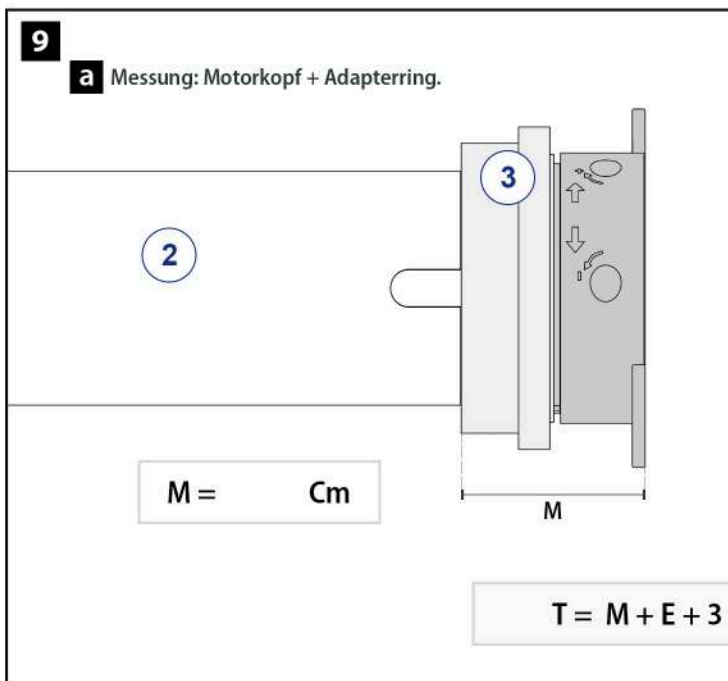 9
a Messung: Motorkopf + Adapterring.
3
2
M = Cm
M
T = M + E + 3